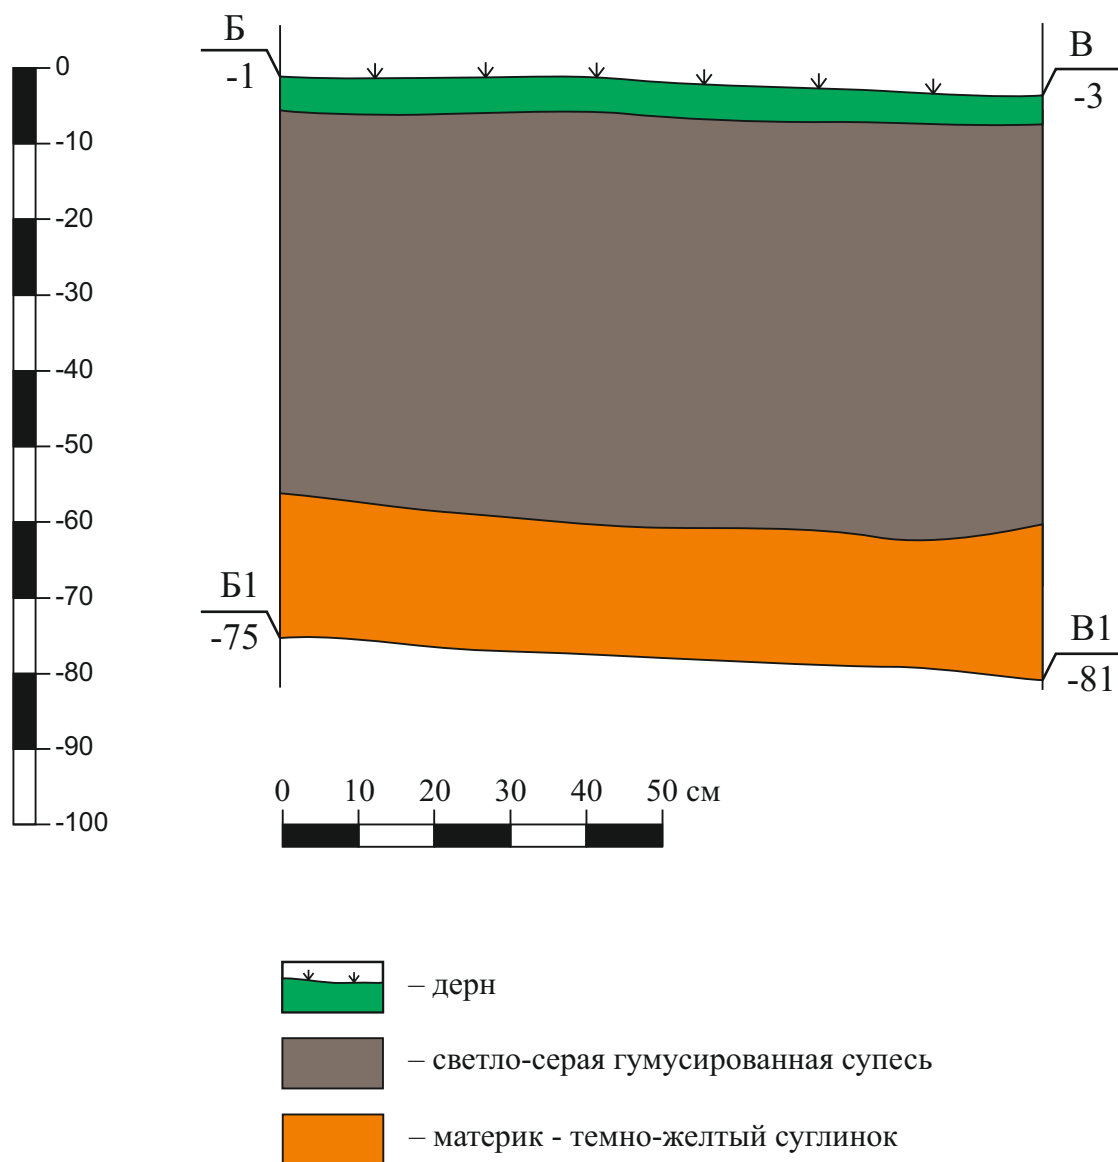 Б
-1
В
-3
0
-10
-20
-30
-40
-50
-60
-70
-80
-90
-100
Б1
-75
В1
-81
0 10 20 30 40 50 см
– дерн
– светло-серая гумусированная супесь
– материк - темно-желтый суглинок